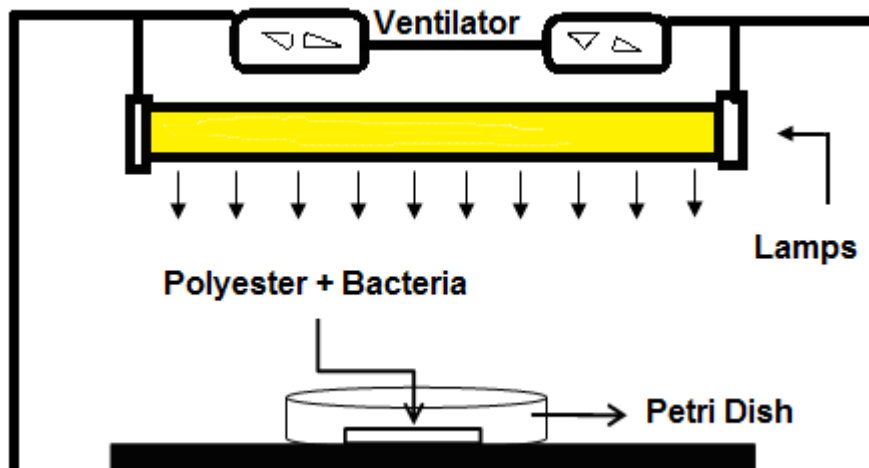 Ventilator
Lamps
Polyester + Bacteria
Petri Dish